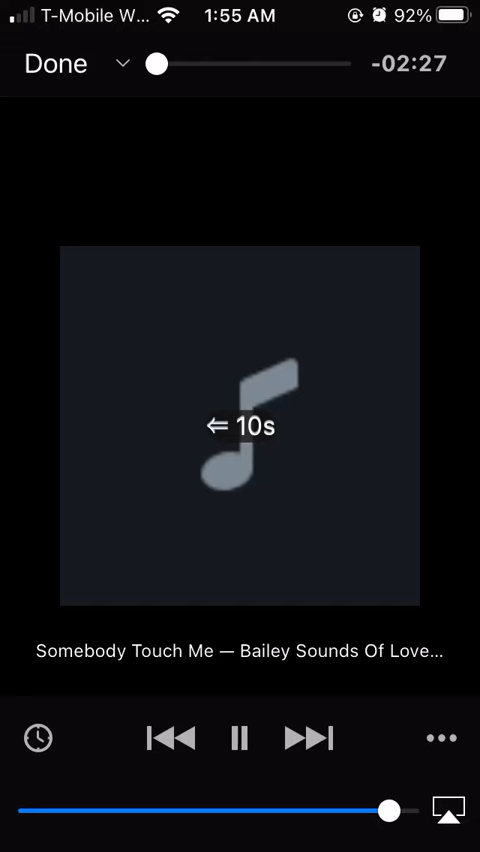 T-Mobile W... 1:55 AM 92%
Done -02:27
⇐ 10s
Somebody Touch Me — Bailey Sounds Of Love...